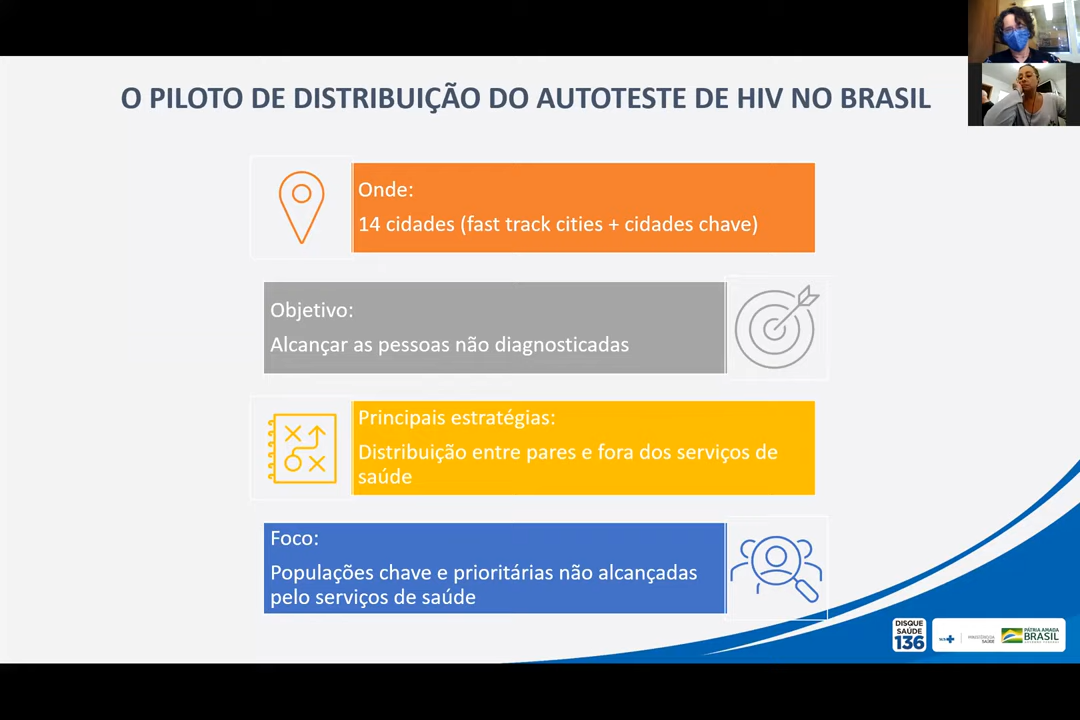 O PILOTO DE DISTRIBUIÇÃO DO AUTOTESTE DE HIV NO BRASIL
Onde:
14 cidades (fast track cities + cidades chave)
Objetivo:
Alcançar as pessoas não diagnosticadas
Principais estratégias:
Distribuição entre pares e fora dos serviços de
saúde
Foco:
Populações chave e prioritárias não alcançadas
pelo serviços de saúde
DISQUE
SAÚDE
136
SUS
MINISTÉRIO DA
SAÚDE
PÁTRIA AMADA
BRASIL